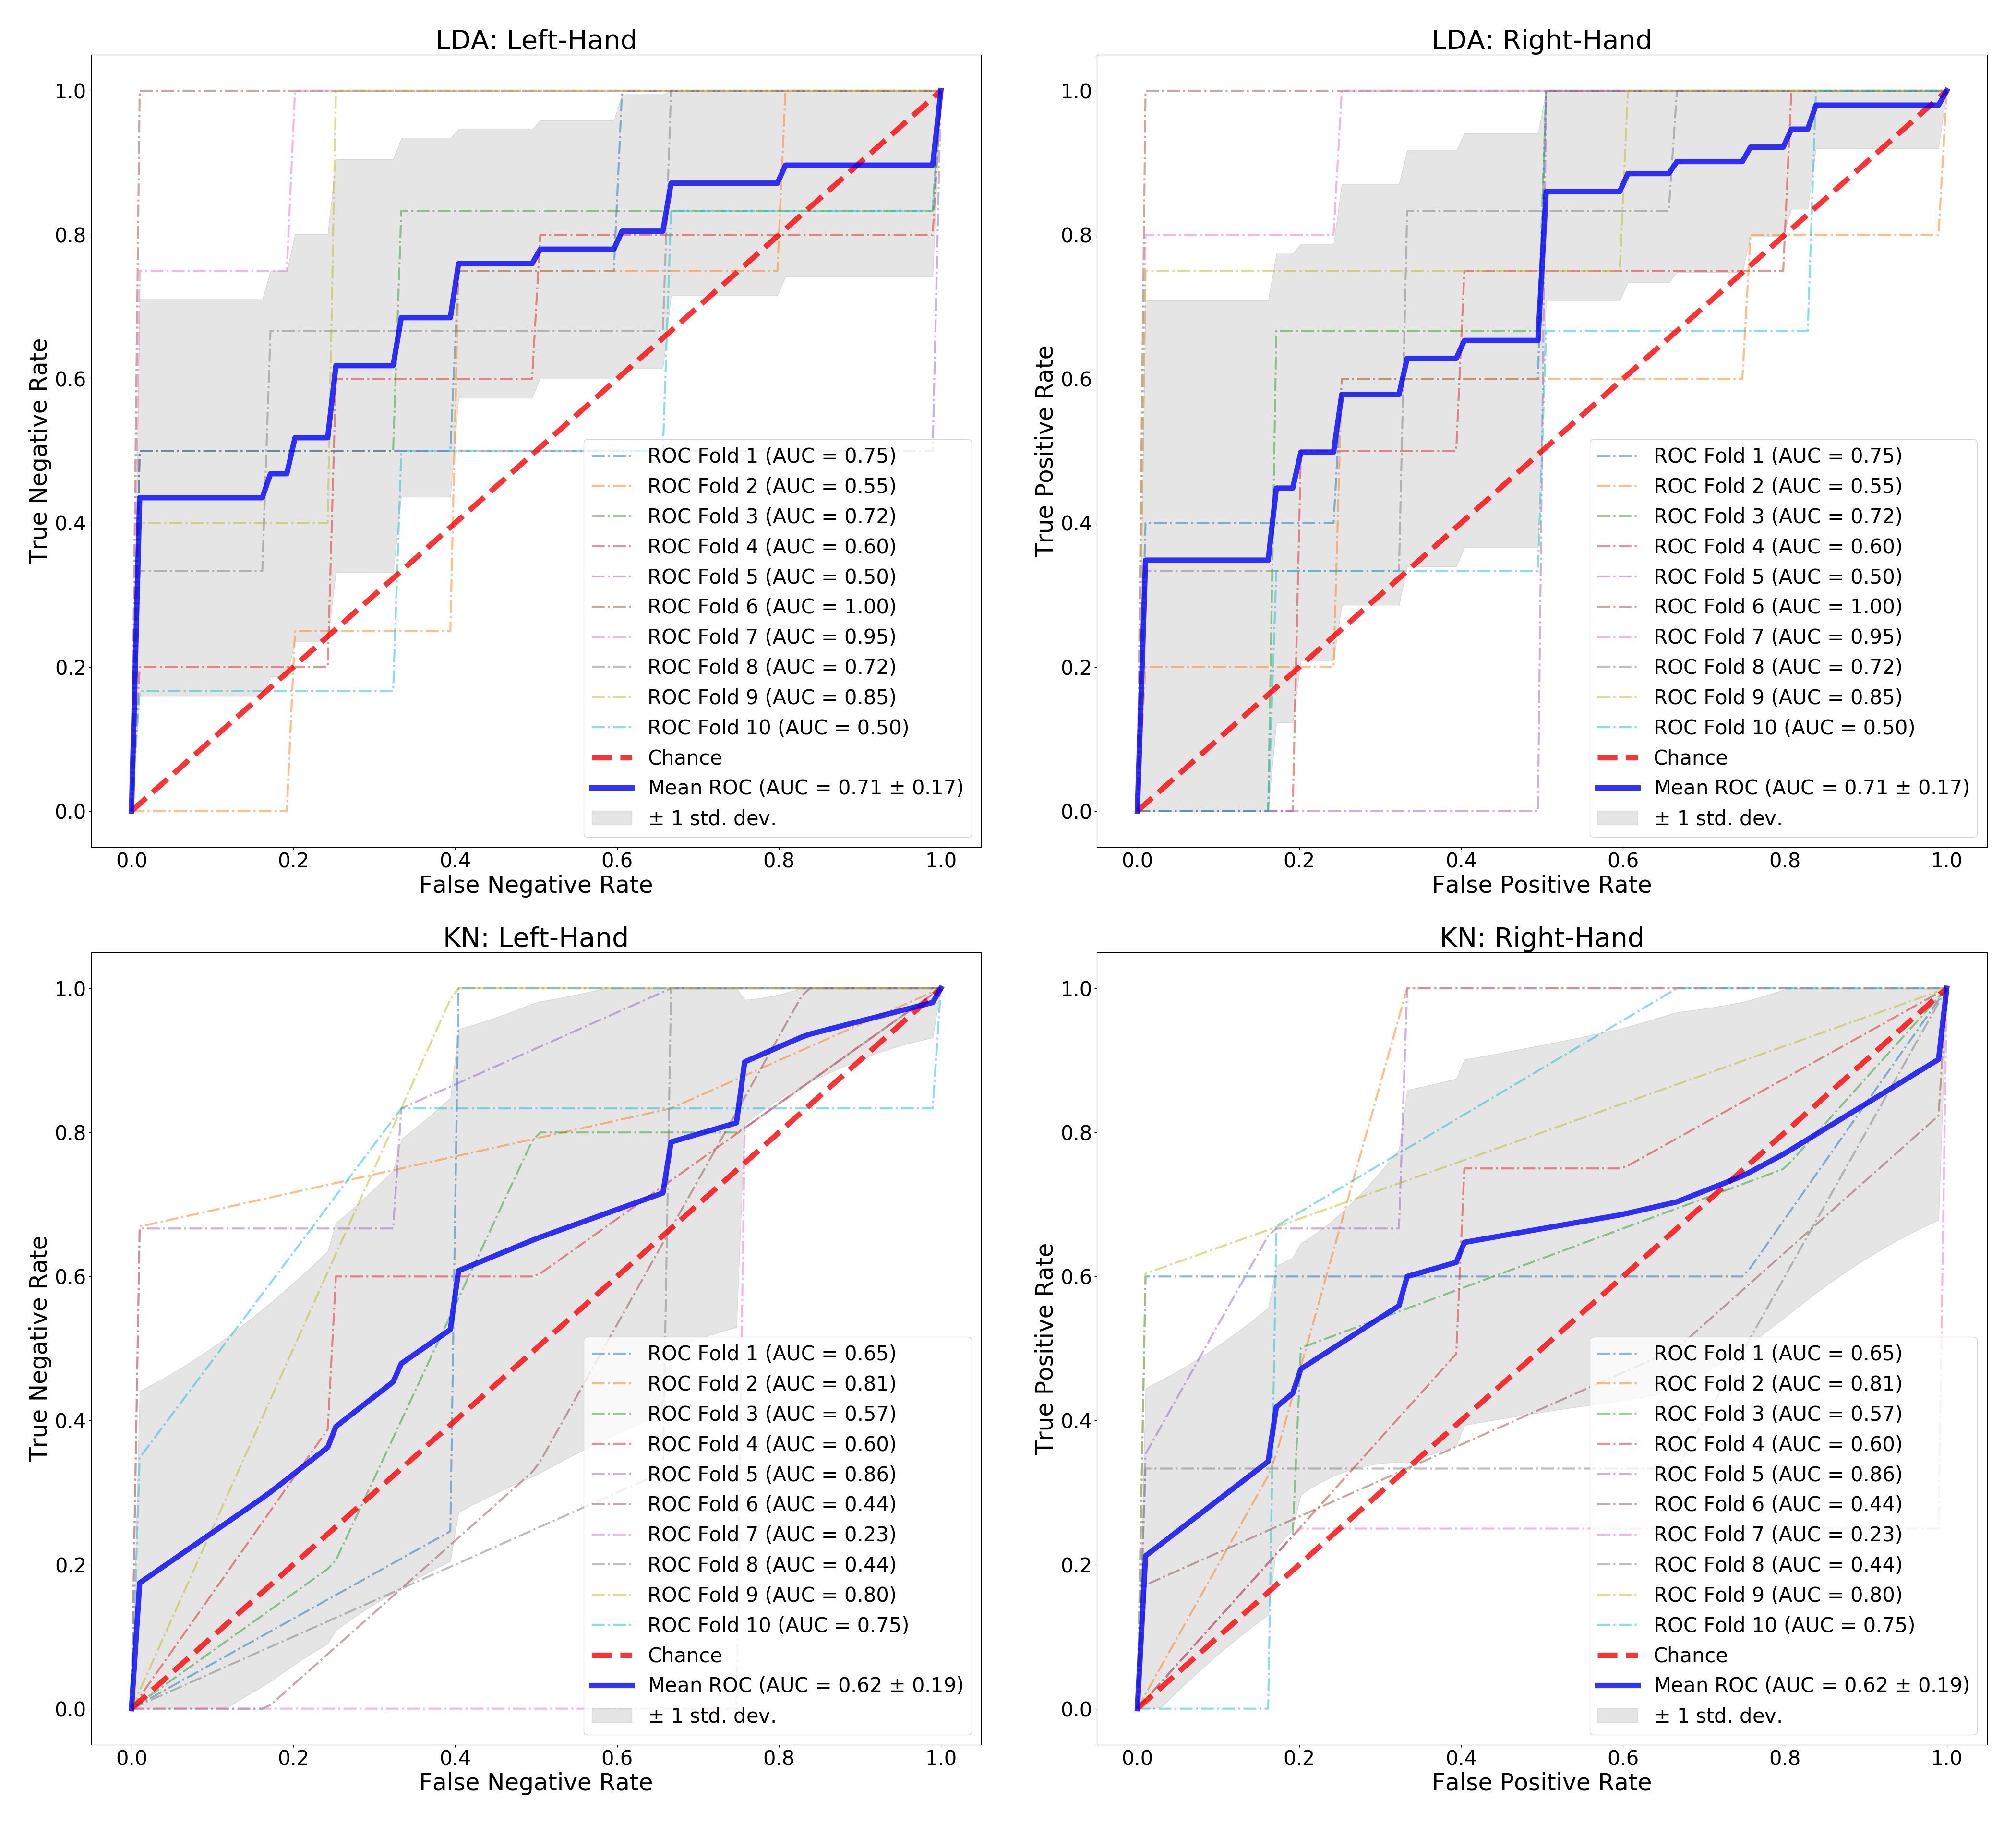 LDA: Left-Hand
1.0
0.8
0.6
0.4
0.2
0.0
True Negative Rate
ROC Fold 1 (AUC = 0.75)
ROC Fold 2 (AUC = 0.55)
ROC Fold 3 (AUC = 0.72)
ROC Fold 4 (AUC = 0.60)
ROC Fold 5 (AUC = 0.50)
ROC Fold 6 (AUC = 1.00)
ROC Fold 7 (AUC = 0.95)
ROC Fold 8 (AUC = 0.72)
ROC Fold 9 (AUC = 0.85)
ROC Fold 10 (AUC = 0.50)
Chance
Mean ROC (AUC = 0.71 ± 0.17)
± 1 std. dev.
0.0 0.2 0.4 0.6 0.8 1.0
False Negative Rate
LDA: Right-Hand
1.0
0.8
0.6
0.4
0.2
0.0
True Positive Rate
ROC Fold 1 (AUC = 0.75)
ROC Fold 2 (AUC = 0.55)
ROC Fold 3 (AUC = 0.72)
ROC Fold 4 (AUC = 0.60)
ROC Fold 5 (AUC = 0.50)
ROC Fold 6 (AUC = 1.00)
ROC Fold 7 (AUC = 0.95)
ROC Fold 8 (AUC = 0.72)
ROC Fold 9 (AUC = 0.85)
ROC Fold 10 (AUC = 0.50)
Chance
Mean ROC (AUC = 0.71 ± 0.17)
± 1 std. dev.
0.0 0.2 0.4 0.6 0.8 1.0
False Positive Rate
KN: Left-Hand
1.0
0.8
0.6
0.4
0.2
0.0
True Negative Rate
ROC Fold 1 (AUC = 0.65)
ROC Fold 2 (AUC = 0.81)
ROC Fold 3 (AUC = 0.57)
ROC Fold 4 (AUC = 0.60)
ROC Fold 5 (AUC = 0.86)
ROC Fold 6 (AUC = 0.44)
ROC Fold 7 (AUC = 0.23)
ROC Fold 8 (AUC = 0.44)
ROC Fold 9 (AUC = 0.80)
ROC Fold 10 (AUC = 0.75)
Chance
Mean ROC (AUC = 0.62 ± 0.19)
± 1 std. dev.
0.0 0.2 0.4 0.6 0.8 1.0
False Negative Rate
KN: Right-Hand
1.0
0.8
0.6
0.4
0.2
0.0
True Positive Rate
ROC Fold 1 (AUC = 0.65)
ROC Fold 2 (AUC = 0.81)
ROC Fold 3 (AUC = 0.57)
ROC Fold 4 (AUC = 0.60)
ROC Fold 5 (AUC = 0.86)
ROC Fold 6 (AUC = 0.44)
ROC Fold 7 (AUC = 0.23)
ROC Fold 8 (AUC = 0.44)
ROC Fold 9 (AUC = 0.80)
ROC Fold 10 (AUC = 0.75)
Chance
Mean ROC (AUC = 0.62 ± 0.19)
± 1 std. dev.
0.0 0.2 0.4 0.6 0.8 1.0
False Positive Rate